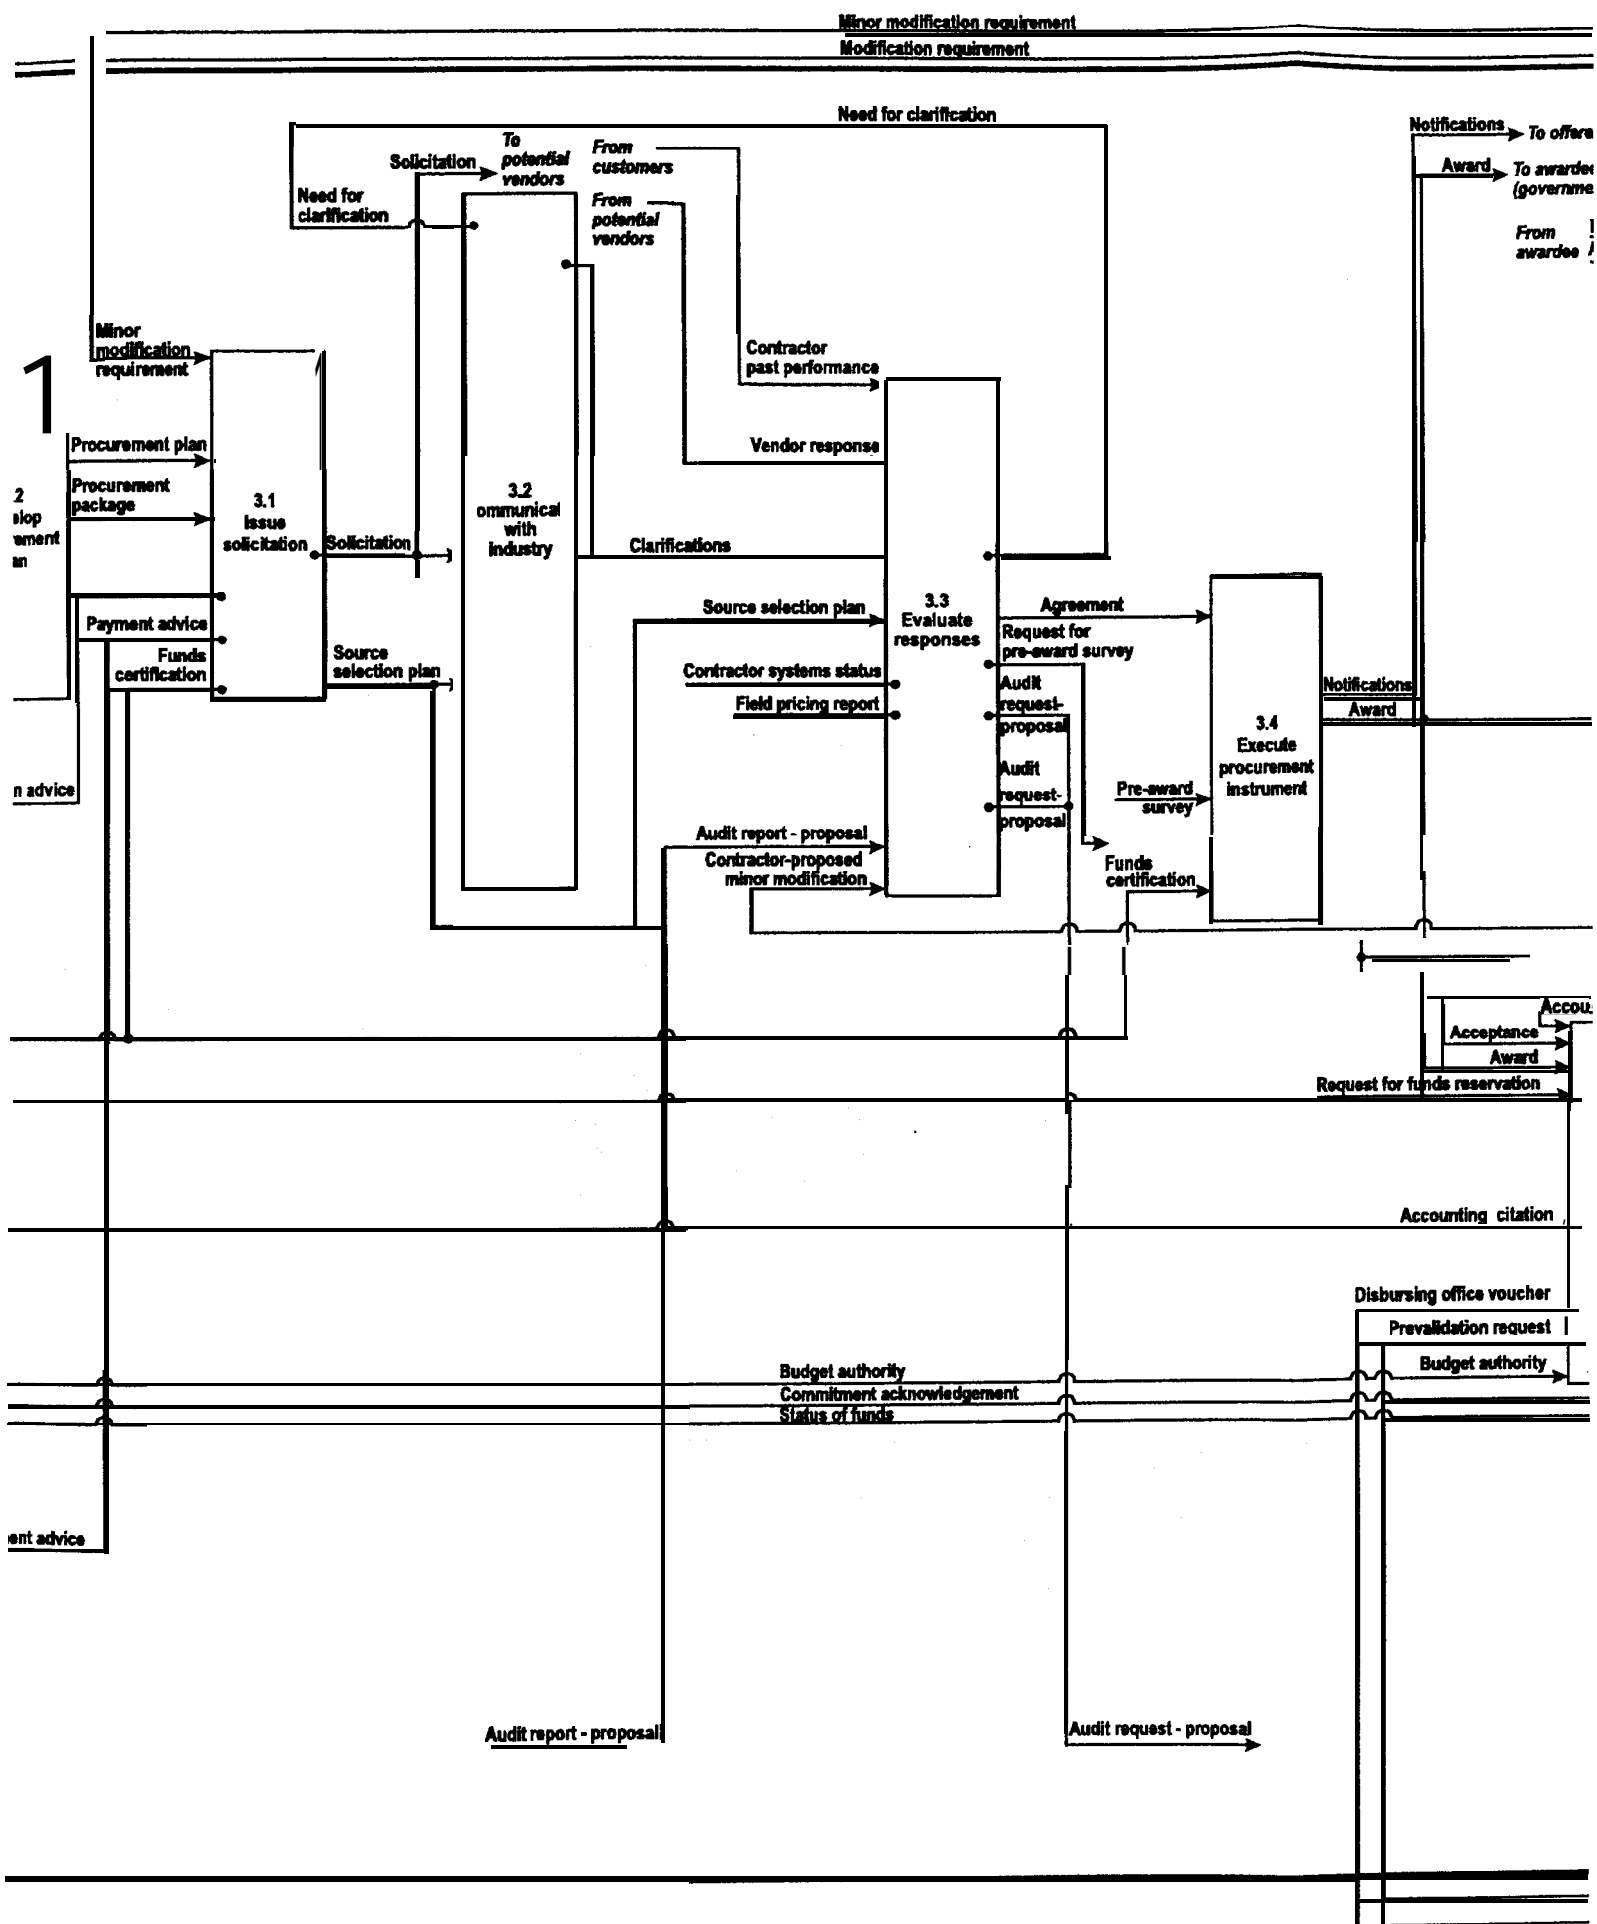 Minor modification requirement
Modification requirement
Need for clarification
Notifications
To offero
Award
To awardee
(governme
From
awardee
To
potential
vendors
Solicitation
From
customers
Need for
clarification
From
potential
vendors
Minor
modification
requirement
1
Contractor
past performance
Procurement plan
Vendor response
Procurement
package
.2
elop
ement
an
3.1
Issue
solicitation
Solicitation
3.2
ommunicat
with
industry
Clarifications
Payment advice
Funds
certification
Source
selection plan
Source selection plan
Contractor systems status
Field pricing report
3.3
Evaluate
responses
Agreement
Request for
pre-award survey
Audit
request-
proposal
Audit
request-
proposal
Notifications
Award
3.4
Execute
procurement
instrument
Pre-award
survey
n advice
Audit report - proposal
Contractor-proposed
minor modification
Funds
certification
Accou
Acceptance
Award
Request for funds reservation
Accounting citation
Disbursing office voucher
Prevalidation request
Budget authority
Budget authority
Commitment acknowledgement
Status of funds
ent advice
Audit report - proposal
Audit request - proposal